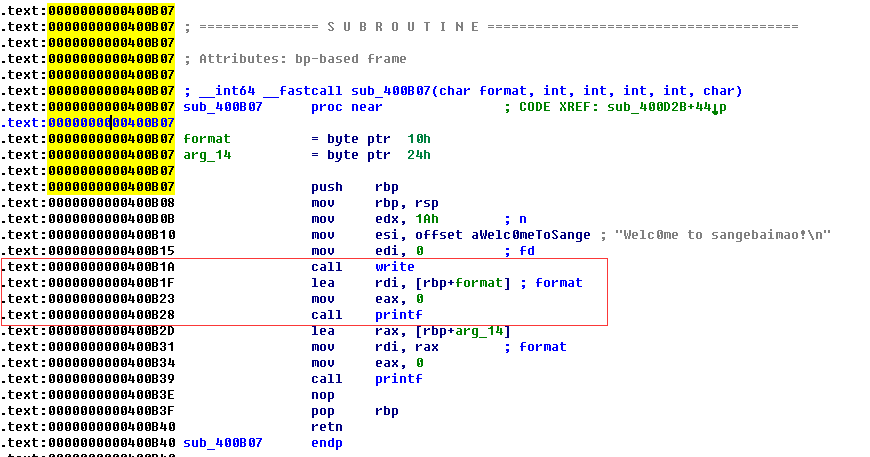 .text:0000000000400B07
.text:0000000000400B07 ; =============== S U B R O U T I N E =======================================
.text:0000000000400B07
.text:0000000000400B07 ; Attributes: bp-based frame
.text:0000000000400B07
.text:0000000000400B07 ; __int64 __fastcall sub_400B07(char format, int, int, int, int, char)
.text:0000000000400B07 sub_400B07      proc near               ; CODE XREF: sub_400D2B+44↓p
.text:0000000000400B07
.text:0000000000400B07 format          = byte ptr  10h
.text:0000000000400B07 arg_14          = byte ptr  24h
.text:0000000000400B07
.text:0000000000400B07                 push    rbp
.text:0000000000400B08                 mov     rbp, rsp
.text:0000000000400B0B                 mov     edx, 1Ah        ; n
.text:0000000000400B10                 mov     esi, offset aWelc0meToSange ; "Welc0me to sangebaimao!\n"
.text:0000000000400B15                 mov     edi, 0          ; fd
.text:0000000000400B1A                 call    write
.text:0000000000400B1F                 lea     rdi, [rbp+format] ; format
.text:0000000000400B23                 mov     eax, 0
.text:0000000000400B28                 call    printf
.text:0000000000400B2D                 lea     rax, [rbp+arg_14]
.text:0000000000400B31                 mov     rdi, rax        ; format
.text:0000000000400B34                 mov     eax, 0
.text:0000000000400B39                 call    printf
.text:0000000000400B3E                 nop
.text:0000000000400B3F                 pop     rbp
.text:0000000000400B40                 retn
.text:0000000000400B40 sub_400B07      endp